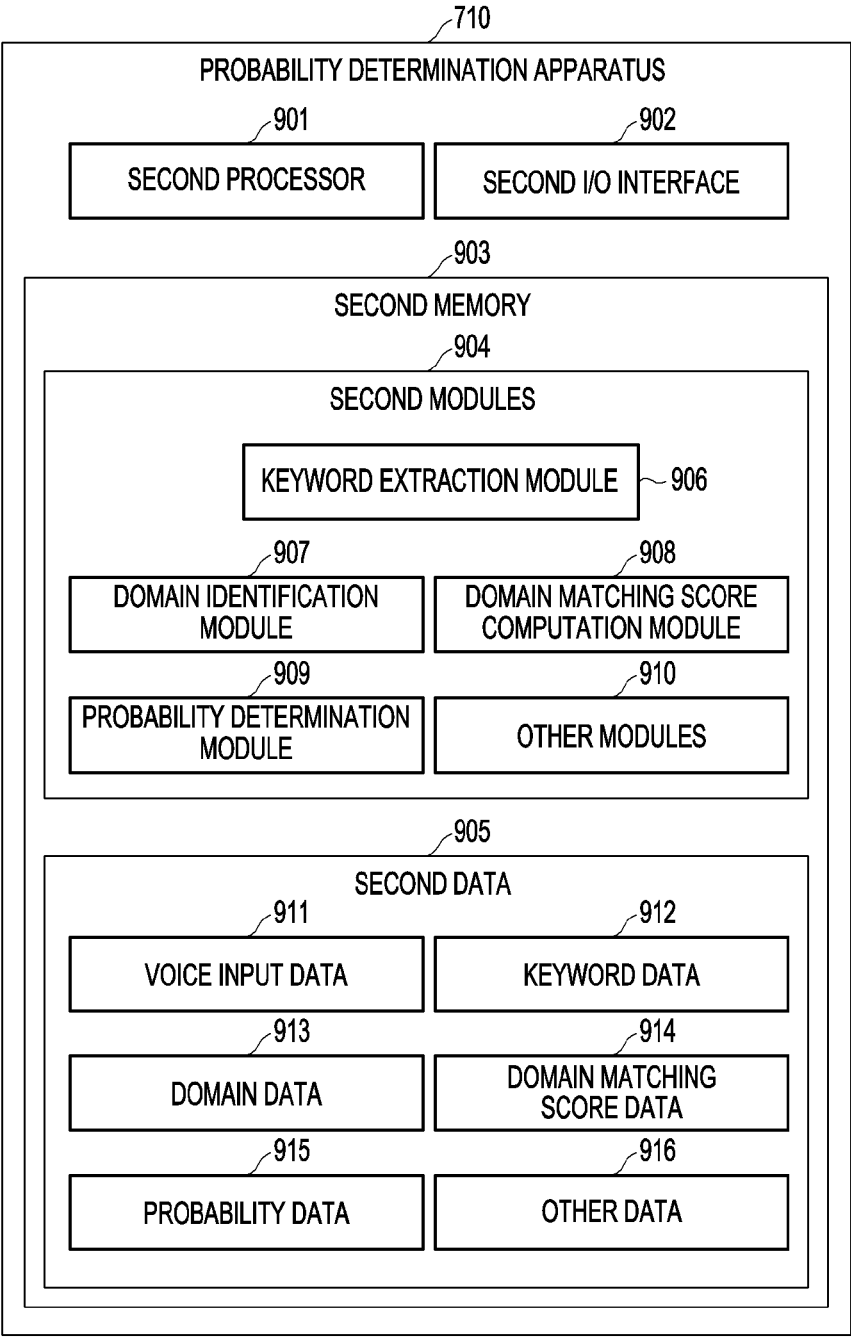 710
PROBABILITY DETERMINATION APPARATUS
901
902
SECOND PROCESSOR
SECOND I/O INTERFACE
903
SECOND MEMORY
904
SECOND MODULES
KEYWORD EXTRACTION MODULE
906
907
908
DOMAIN IDENTIFICATION
MODULE
DOMAIN MATCHING SCORE
COMPUTATION MODULE
909
910
PROBABILITY DETERMINATION
MODULE
OTHER MODULES
905
SECOND DATA
911
912
VOICE INPUT DATA
KEYWORD DATA
913
914
DOMAIN DATA
DOMAIN MATCHING
SCORE DATA
915
916
PROBABILITY DATA
OTHER DATA